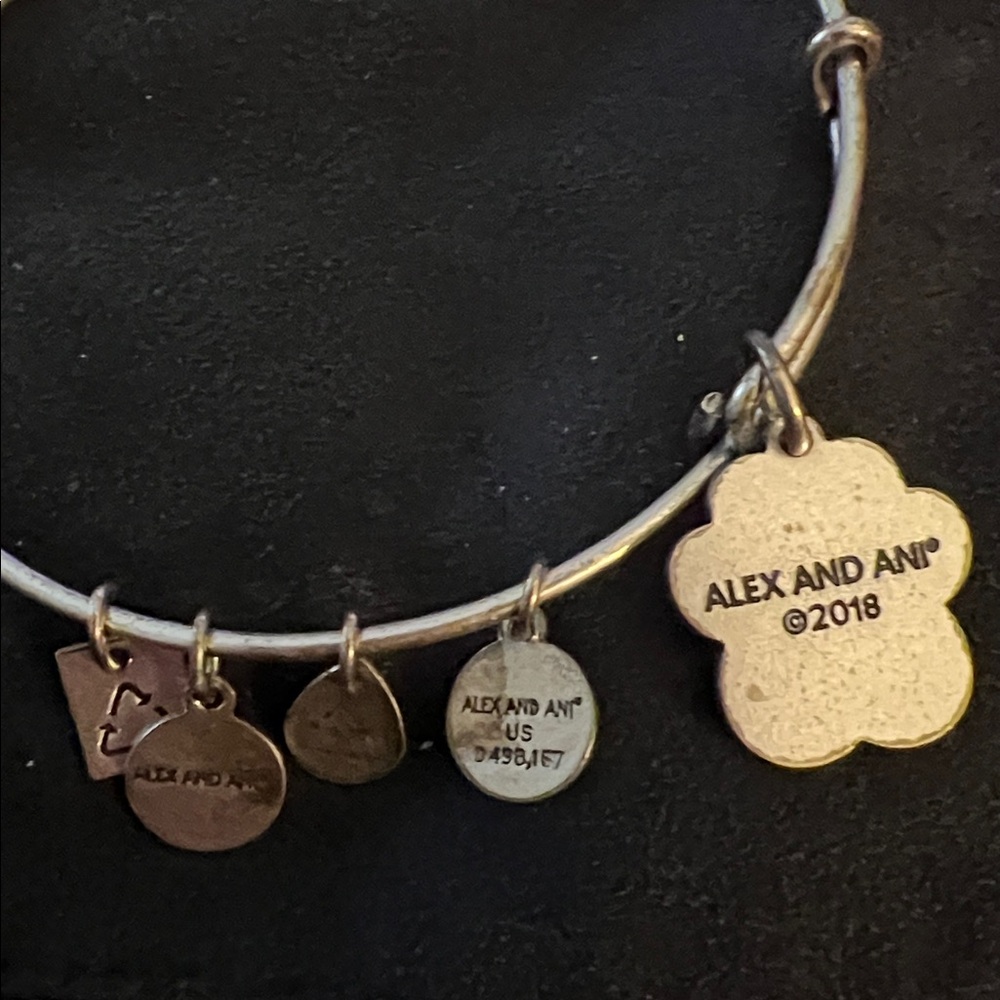 ALEX AND ANI
ALEX AND ANI®
US
D498,167
ALEX AND ANI®
©2018